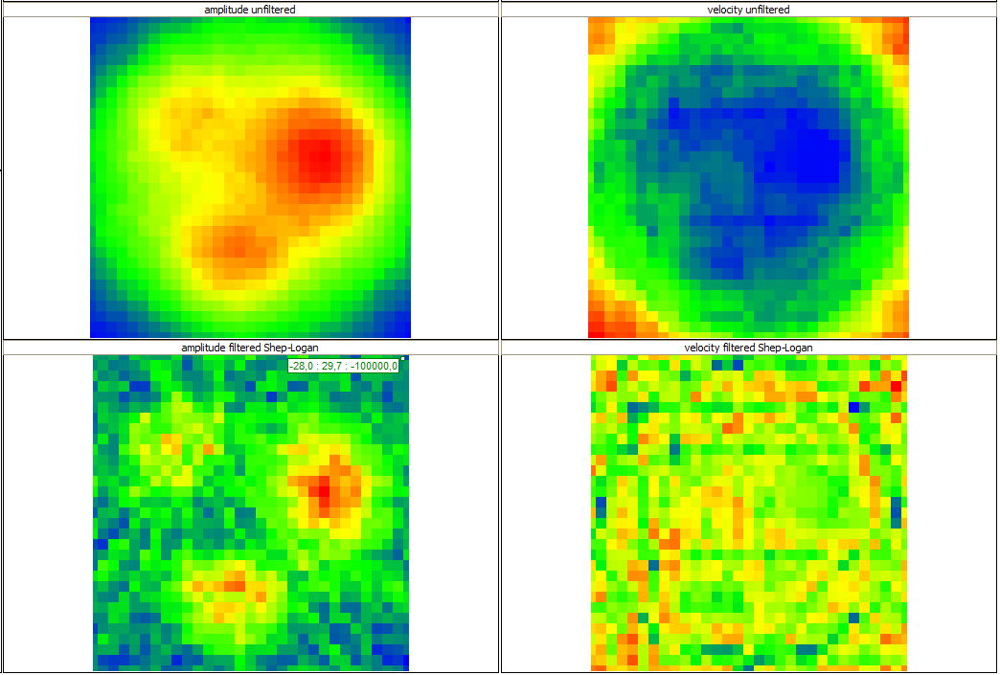 amplitude unfiltered
velocity unfiltered
amplitude filtered Shep-Logan
velocity filtered Shep-Logan
-28,0 : 29,7 : -100000,0